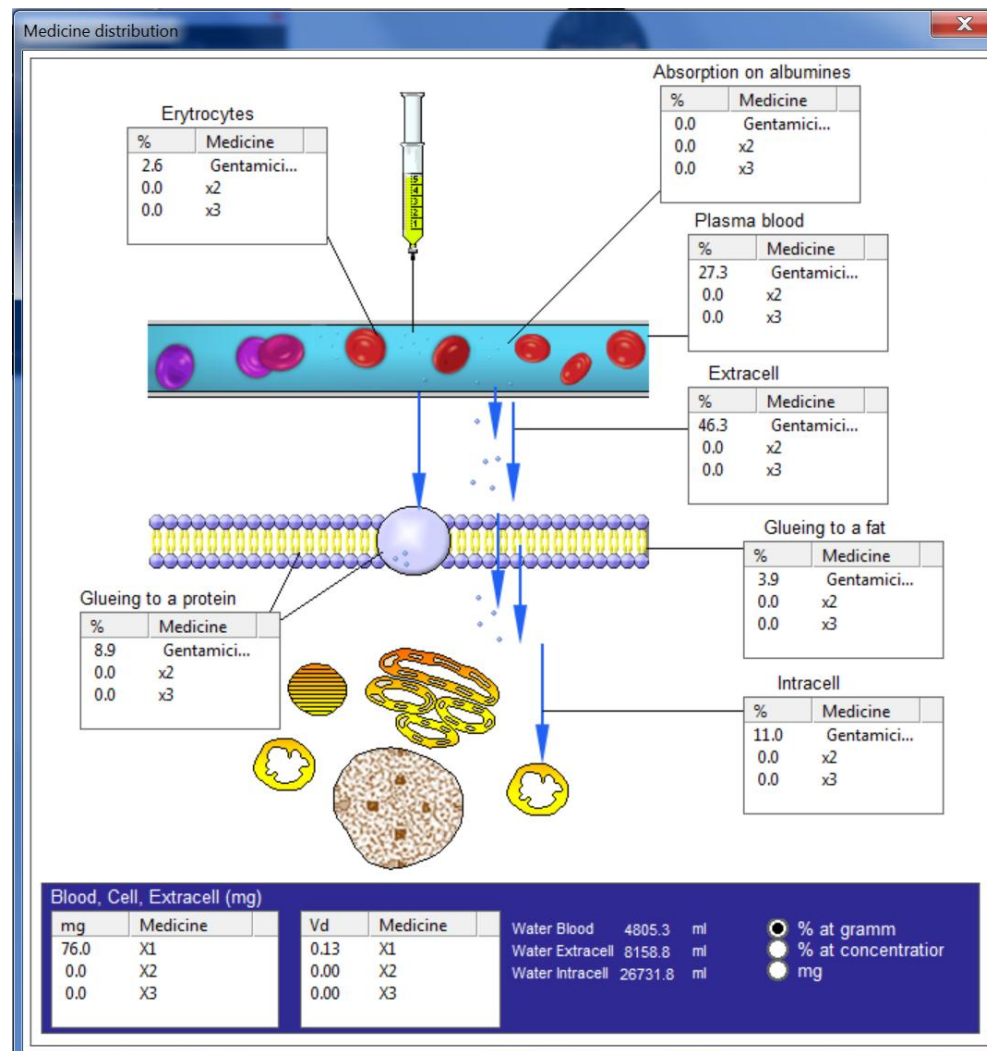 Medicine distribution
Absorption on albumines
% Medicine
0.0 Gentamici...
0.0 x2
0.0 x3
Erytrocytes
% Medicine
2.6 Gentamici...
0.0 x2
0.0 x3
5
4
3
2
1
Plasma blood
% Medicine
27.3 Gentamici...
0.0 x2
0.0 x3
Extracell
% Medicine
46.3 Gentamici...
0.0 x2
0.0 x3
Glueing to a fat
% Medicine
3.9 Gentamici...
0.0 x2
0.0 x3
Glueing to a protein
% Medicine
8.9 Gentamici...
0.0 x2
0.0 x3
Intracell
% Medicine
11.0 Gentamici...
0.0 x2
0.0 x3
Blood, Cell, Extracell (mg)
mg Medicine
76.0 X1
0.0 X2
0.0 X3
Vd Medicine
0.13 X1
0.00 X2
0.00 X3
Water Blood 4805.3 ml
Water Extracell 8158.8 ml
Water Intracell 26731.8 ml
% at gramm
% at concentratior
mg